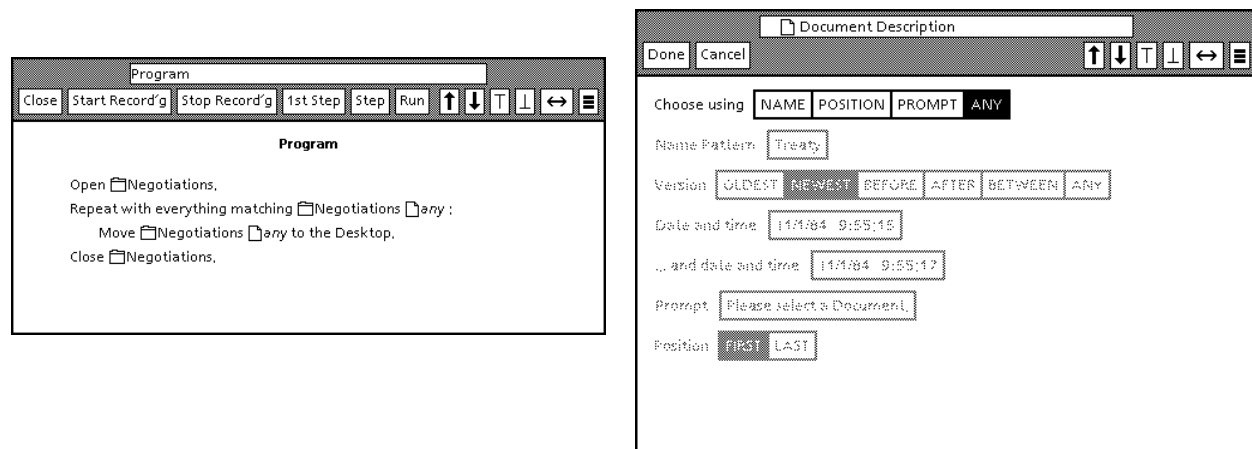 Program
Close Start Record'g Stop Record'g 1st Step Step Run
Program
Open Negotiations.
Repeat with everything matching Negotiations any :
Move Negotiations any to the Desktop.
Close Negotiations.
Document Description
Done Cancel
Choose using NAME POSITION PROMPT ANY
Name Pattern Treaty
Version OLDEST NEWEST BEFORE AFTER BETWEEN ANY
Date and time 11/1/84 9:55:15
... and date and time 11/1/84 9:55:17
Prompt Please select a Document.
Position FIRST LAST